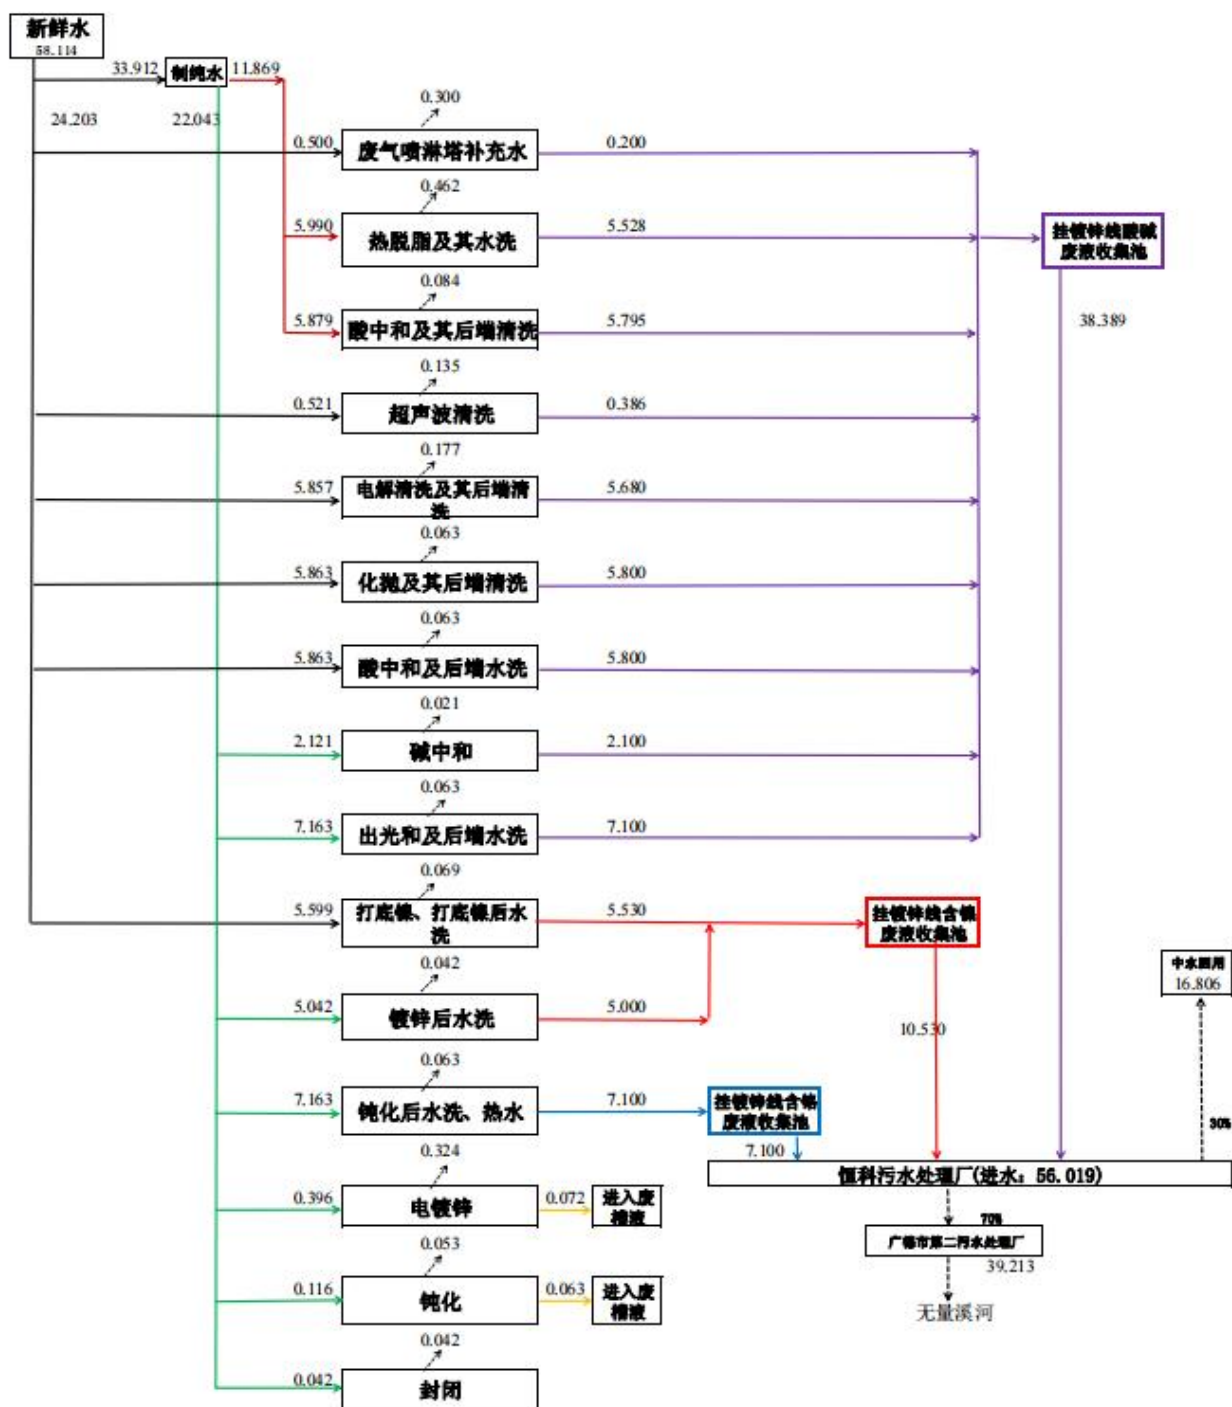 新鲜水
58.114
33.912
制纯水
11.869
24.203
22.043
0.300
0.500
废气喷淋塔补充水
0.200
0.462
5.990
热脱脂及其水洗
5.528
挂镀锌线酸碱
废液收集池
0.084
5.879
酸中和及其后端清洗
5.795
38.389
0.135
0.521
超声波清洗
0.386
0.177
5.857
电解清洗及其后端清
洗
5.680
0.063
5.863
化抛及其后端清洗
5.800
0.063
5.863
酸中和及后端水洗
5.800
0.021
2.121
碱中和
2.100
0.063
7.163
出光和及后端水洗
7.100
0.069
5.599
打底镍、打底镍后水
洗
5.530
挂镀锌线含镍
废液收集池
0.042
中水回用
16.806
5.042
镀锌后水洗
5.000
10.530
0.063
7.163
钝化后水洗、热水
7.100
挂镀锌线含铬
废液收集池
30%
7.100
0.324
恒科污水处理厂(进水：56.019)
0.396
电镀锌
0.072
进入废
槽液
70%
广德市第二污水处理厂
39.213
0.053
0.116
钝化
0.063
进入废
槽液
无量溪河
0.042
0.042
封闭